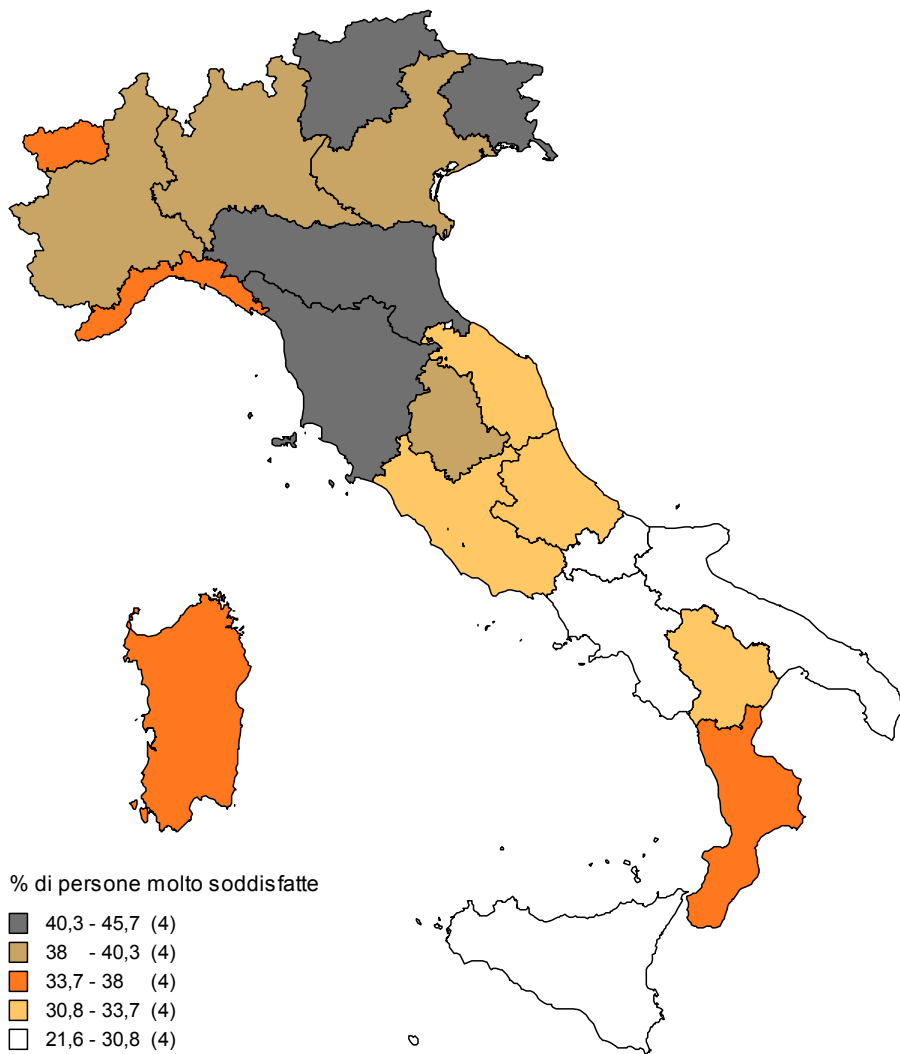 % di persone molto soddisfatte
40,3 - 45,7 (4)
38 - 40,3 (4)
33,7 - 38 (4)
30,8 - 33,7 (4)
21,6 - 30,8 (4)